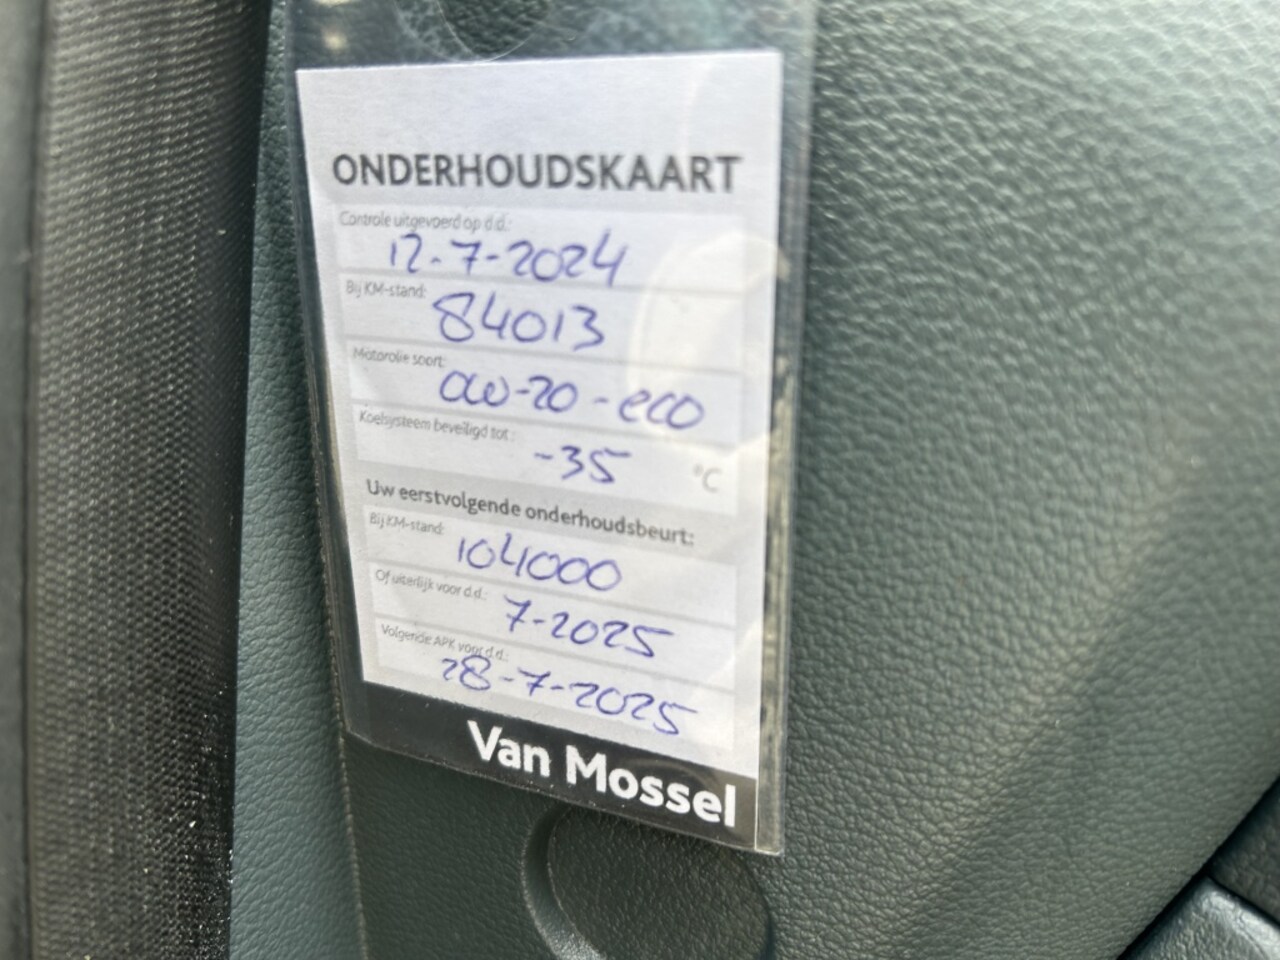 ONDERHOUDSKAART
Controle uitgevoerd op d.d.:
12-7-2024
Bij KM-stand:
84013
Motorolie soort:
0w-20-eco
Koelsysteem beveiligd tot:
-35 °C
Uw eerstvolgende onderhoudsbeurt:
Bij KM-stand:
104000
Of uiterlijk voor d.d.:
7-2025
Volgende APK voor d.d.:
28-7-2025
Van Mossel